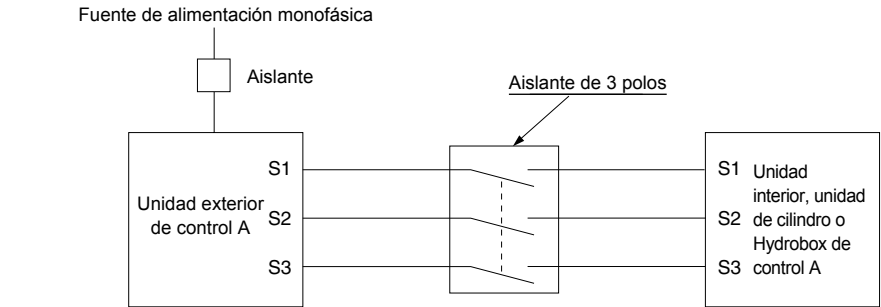 Fuente de alimentación monofásica
Aislante
Aislante de 3 polos
S1
Unidad exterior
de control A
S2
S3
S1
Unidad
interior, unidad
S2
de cilindro o
Hydrobox de
S3
control A